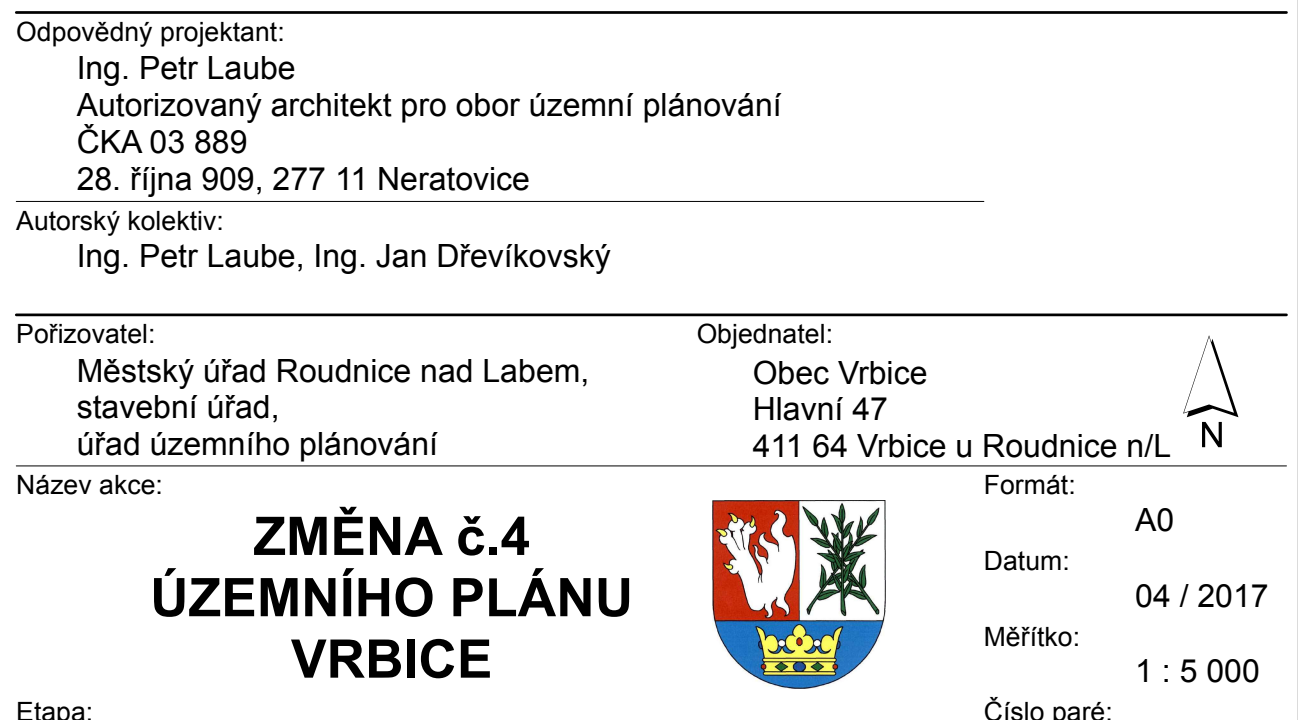 Odpovědný projektant:
Ing. Petr Laube
Autorizovaný architekt pro obor územní plánování
ČKA 03 889
28. října 909, 277 11 Neratovice
Autorský kolektiv:
Ing. Petr Laube, Ing. Jan Dřevíkovský
Pořizovatel:
Městský úřad Roudnice nad Labem,
stavební úřad,
úřad územního plánování
Objednatel:
Obec Vrbice
Hlavní 47
411 64 Vrbice u Roudnice n/L
N
Název akce:
ZMĚNA č.4
ÚZEMNÍHO PLÁNU
VRBICE
Formát:
A0
Datum:
04 / 2017
Měřítko:
1 : 5 000
Etapa:
Číslo paré: